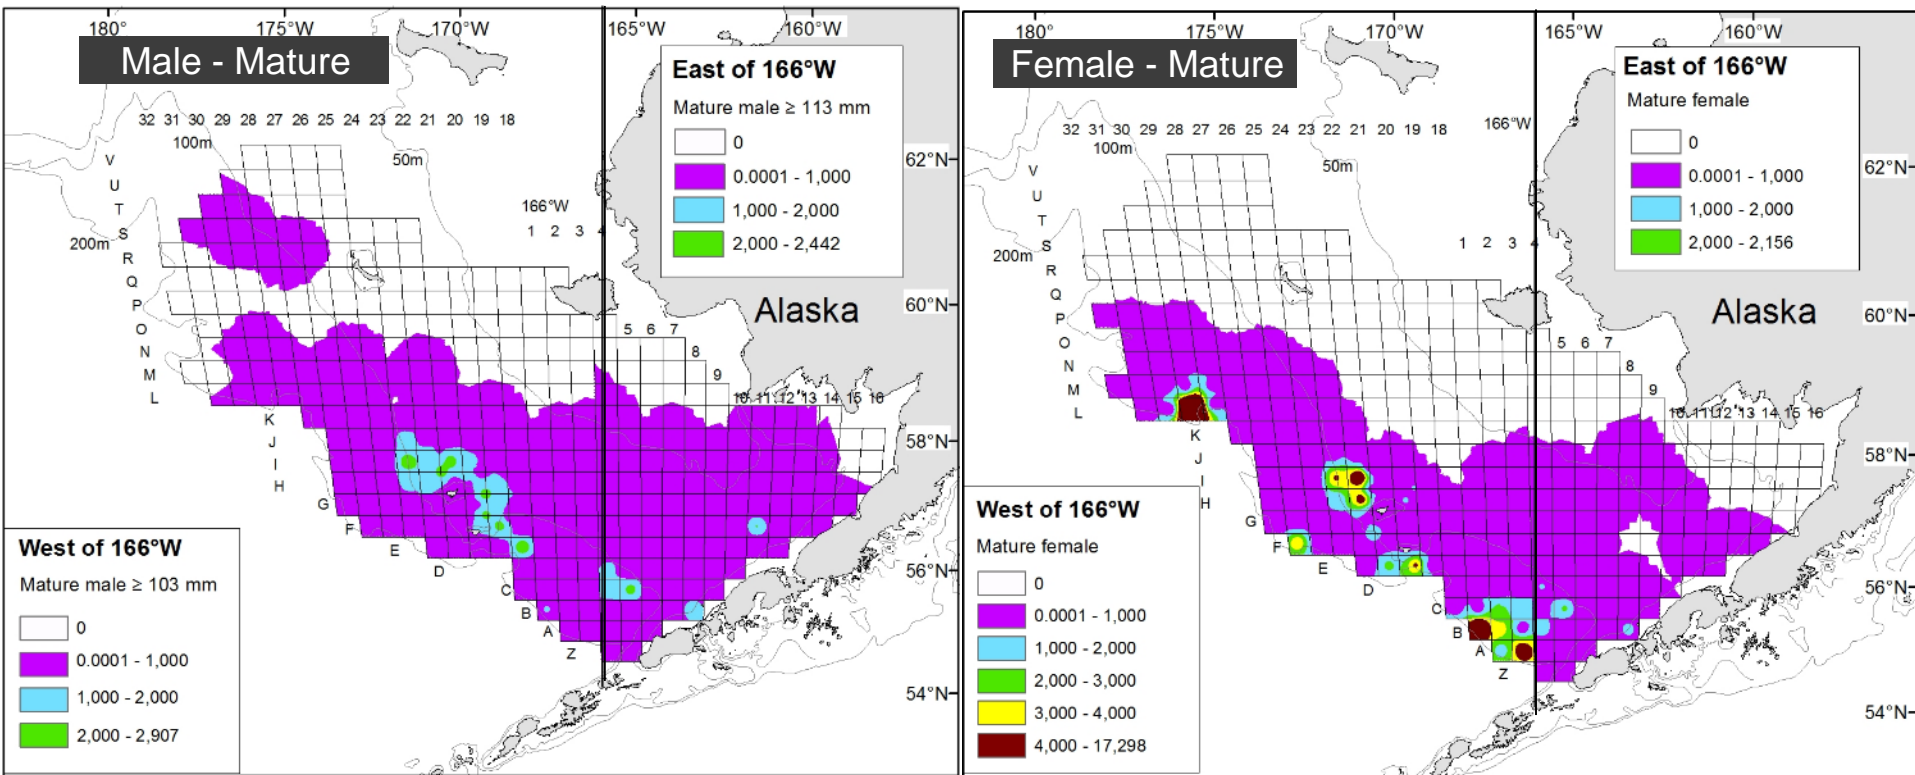 180°
175°W
170°W
165°W
160°W
Male - Mature
East of 166°W
Mature male ≥ 113 mm
0
0.0001 - 1,000
1,000 - 2,000
2,000 - 2,442
32 31 30 29 28 27 26 25 24 23 22 21 20 19 18
100m
50m
200m
166°W
1 2 3 4
V
U
T
S
R
Q
P
O
N
M
L
K
J
I
H
G
F
E
D
C
B
A
Z
5 6 7
8
9
10 11 12 13 14 15 16
Alaska
62°N
60°N
58°N
56°N
54°N
West of 166°W
Mature male ≥ 103 mm
0
0.0001 - 1,000
1,000 - 2,000
2,000 - 2,907
180°
175°W
170°W
165°W
160°W
Female - Mature
East of 166°W
Mature female
0
0.0001 - 1,000
1,000 - 2,000
2,000 - 2,156
32 31 30 29 28 27 26 25 24 23 22 21 20 19 18
166°W
100m
50m
200m
1 2 3 4
V
U
T
S
R
Q
P
O
N
M
L
K
J
I
H
G
F
E
D
C
B
A
Z
5 6 7
8
9
10 11 12 13 14 15 16
Alaska
62°N
60°N
58°N
56°N
54°N
West of 166°W
Mature female
0
0.0001 - 1,000
1,000 - 2,000
2,000 - 3,000
3,000 - 4,000
4,000 - 17,298